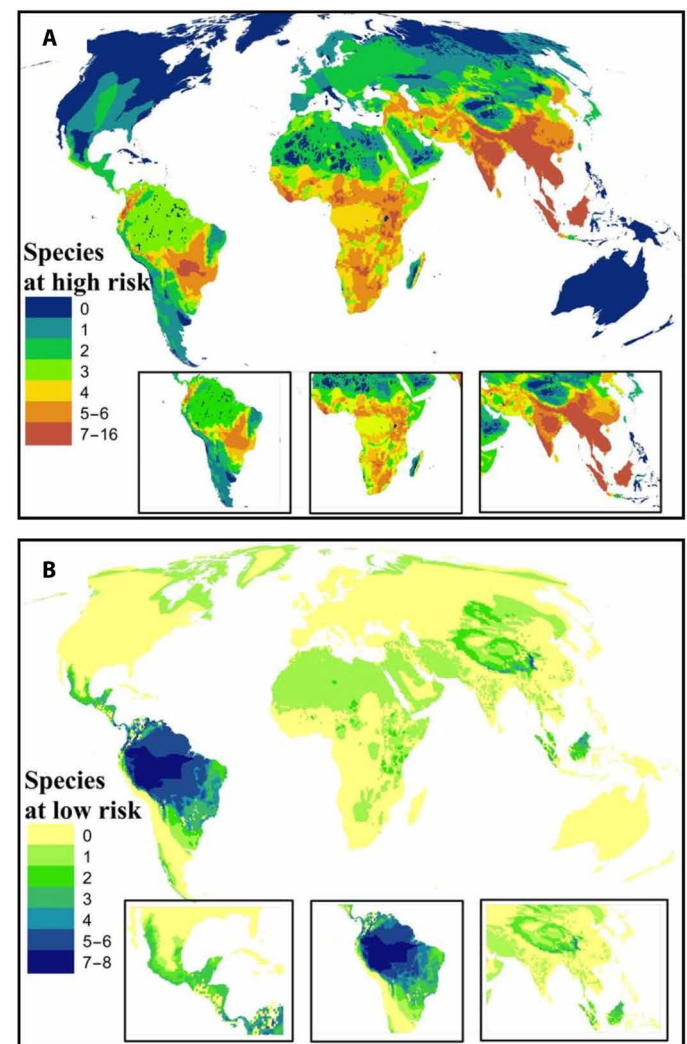 A
Species
at high risk
0
1
2
3
4
5-6
7-16
B
Species
at low risk
0
1
2
3
4
5-6
7-8